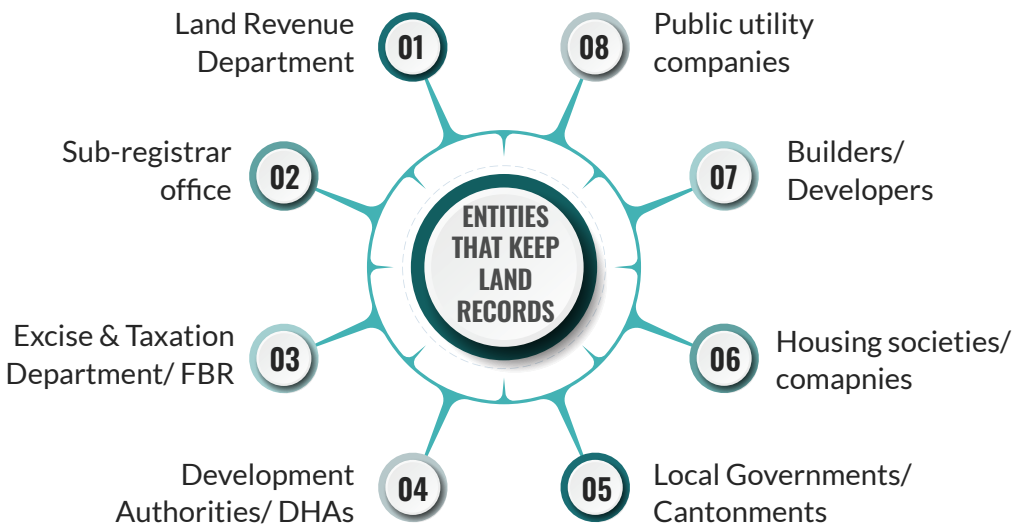 ENTITIES
THAT KEEP
LAND
RECORDS
01
Land Revenue
Department
02
Sub-registrar
office
03
Excise & Taxation
Department/ FBR
04
Development
Authorities/ DHAs
05
Local Governments/
Cantonments
06
Housing societies/
comapnies
07
Builders/
Developers
08
Public utility
companies